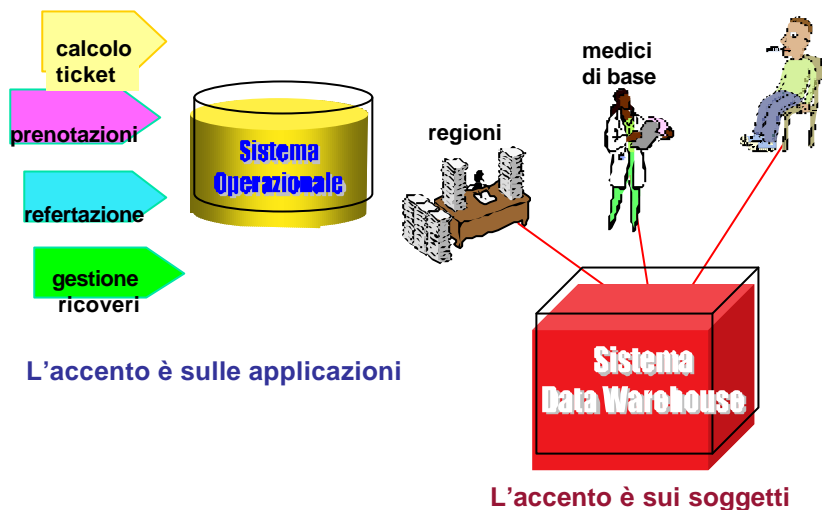 calcolo
ticket
prenotazioni
refertazione
gestione
ricoveri
Sistema
Operazionale
L'accento è sulle applicazioni
regioni
medici
di base
Sistema
Data Warehouse
L'accento è sui soggetti